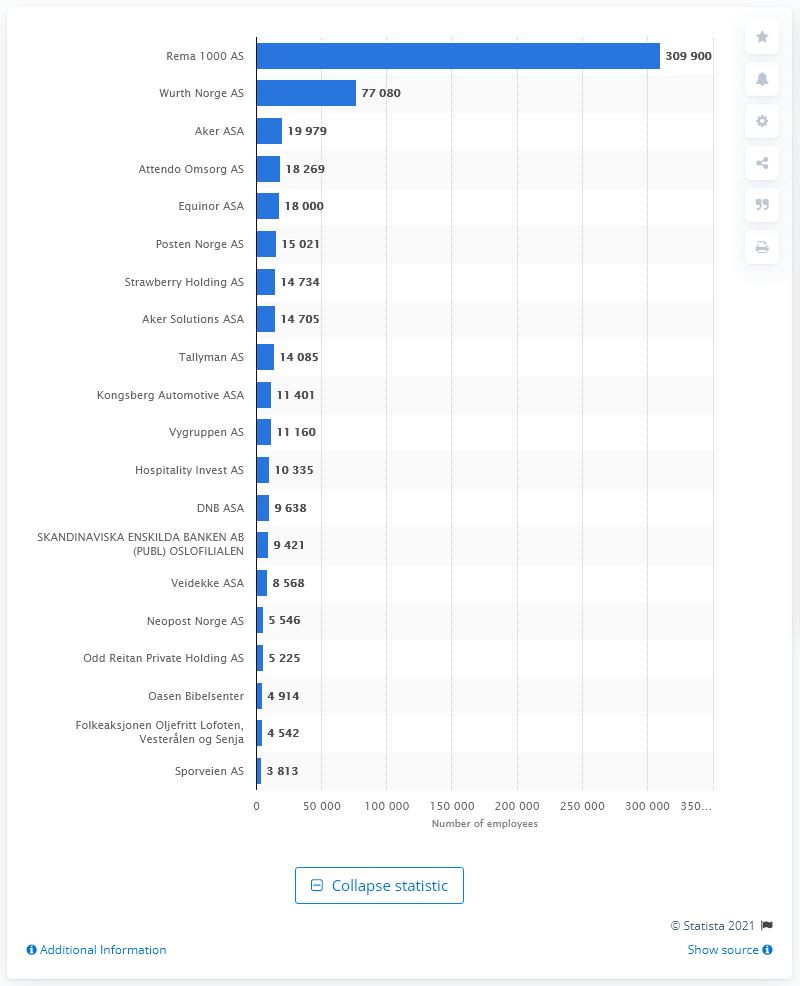 Rema 1000 AS 309 900
Wurth Norge AS 77 080
Aker ASA 19 979
Attendo Omsorg AS 18 269
Equinor ASA 18 000
Posten Norge AS 15 021
Strawberry Holding AS 14 734
Aker Solutions ASA 14 705
Tallyman AS 14 085
Kongsberg Automotive ASA 11 401
Vygruppen AS 11 160
Hospitality Invest AS 10 335
DNB ASA 9 638
SKANDINAVISKA ENSKILDA BANKEN AB
(PUBL) OSLOFILIALEN 9 421
Veidekke ASA 8 568
Neopost Norge AS 5 546
Odd Reitan Private Holding AS 5 225
Oasen Bibelsenter 4 914
Folkeaksjonen Oljefritt Lofoten,
Vesterålen og Senja 4 542
Sporveien AS 3 813
0 50 000 100 000 150 000 200 000 250 000 300 000 350…
Number of employees
Collapse statistic
© Statista 2021
Additional Information
Show source